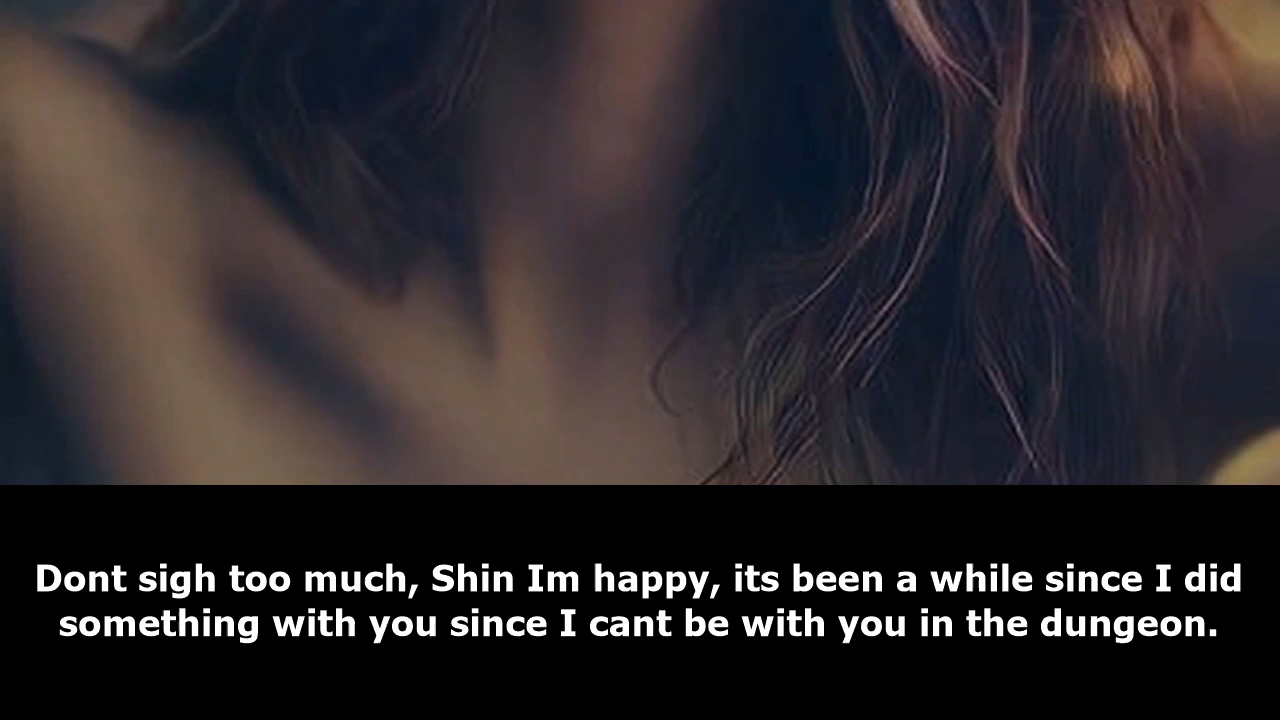 Dont sigh too much, Shin Im happy, its been a while since I did
something with you since I cant be with you in the dungeon.